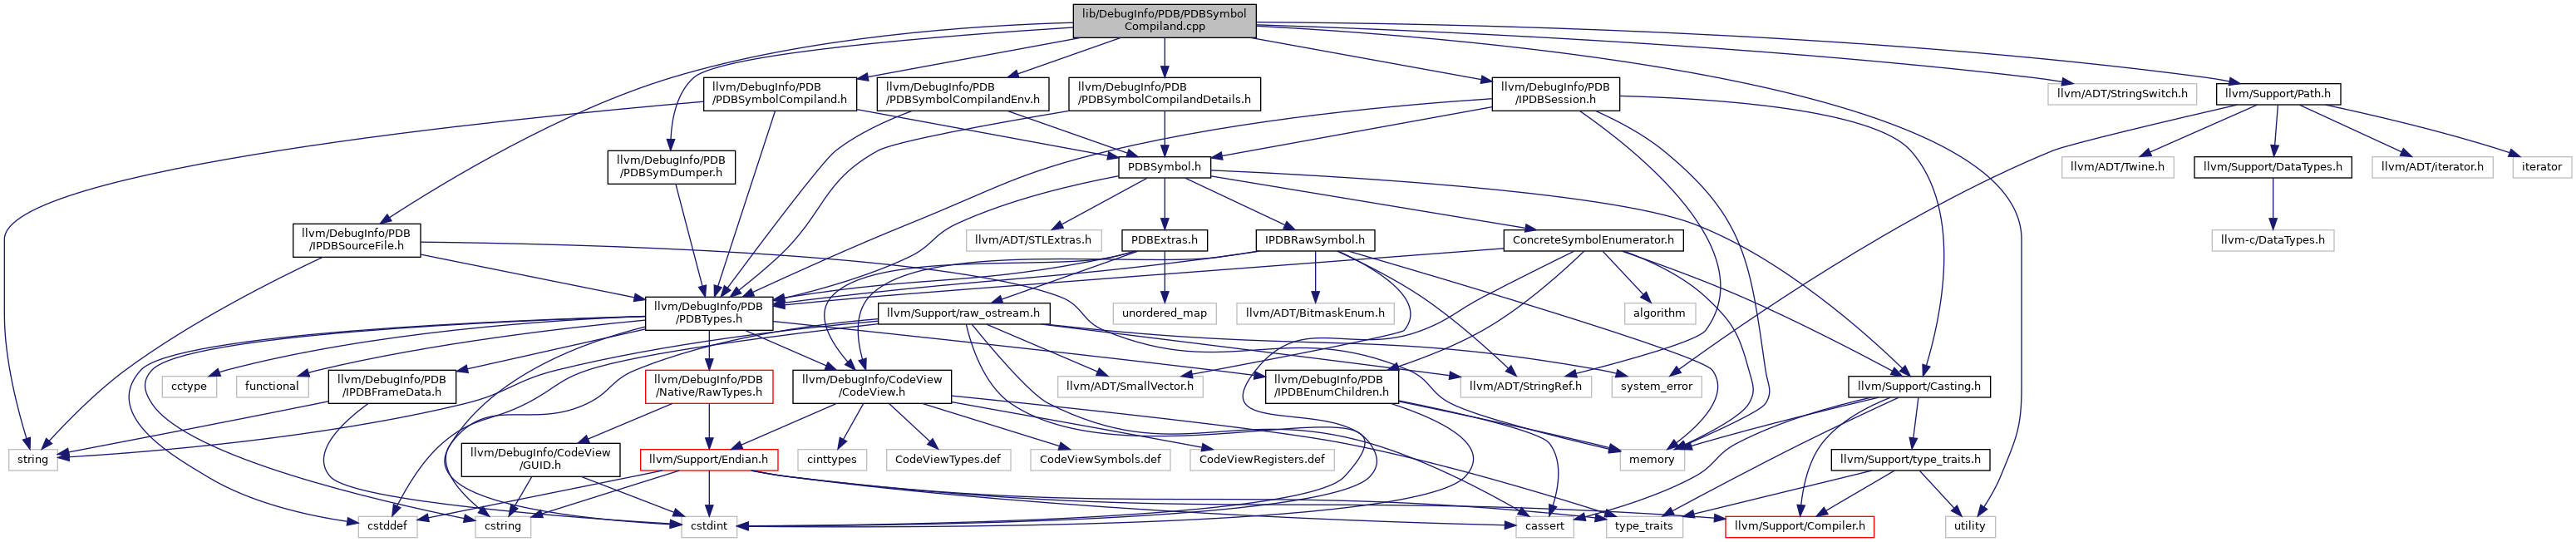 lib/DebugInfo/PDB/PDBSymbol
Compiland.cpp
llvm/DebugInfo/PDB
/PDBSymbolCompiland.h
llvm/DebugInfo/PDB
/PDBSymbolCompilandEnv.h
llvm/DebugInfo/PDB
/PDBSymbolCompilandDetails.h
llvm/DebugInfo/PDB
/IPDBSession.h
llvm/ADT/StringSwitch.h
llvm/Support/Path.h
llvm/DebugInfo/PDB
/PDBSymDumper.h
PDBSymbol.h
llvm/ADT/Twine.h
llvm/Support/DataTypes.h
llvm/ADT/iterator.h
iterator
llvm/DebugInfo/PDB
/IPDBSourceFile.h
llvm/ADT/STLExtras.h
PDBExtras.h
IPDBRawSymbol.h
ConcreteSymbolEnumerator.h
llvm-c/DataTypes.h
llvm/DebugInfo/PDB
/PDBTypes.h
llvm/Support/raw_ostream.h
unordered_map
llvm/ADT/BitmaskEnum.h
algorithm
cctype
functional
llvm/DebugInfo/PDB
/IPDBFrameData.h
llvm/DebugInfo/PDB
/Native/RawTypes.h
llvm/DebugInfo/CodeView
/CodeView.h
llvm/ADT/SmallVector.h
llvm/DebugInfo/PDB
/IPDBEnumChildren.h
llvm/ADT/StringRef.h
system_error
llvm/Support/Casting.h
string
llvm/DebugInfo/CodeView
/GUID.h
llvm/Support/Endian.h
cinttypes
CodeViewTypes.def
CodeViewSymbols.def
CodeViewRegisters.def
memory
llvm/Support/type_traits.h
cstddef
cstring
cstdint
cassert
type_traits
llvm/Support/Compiler.h
utility